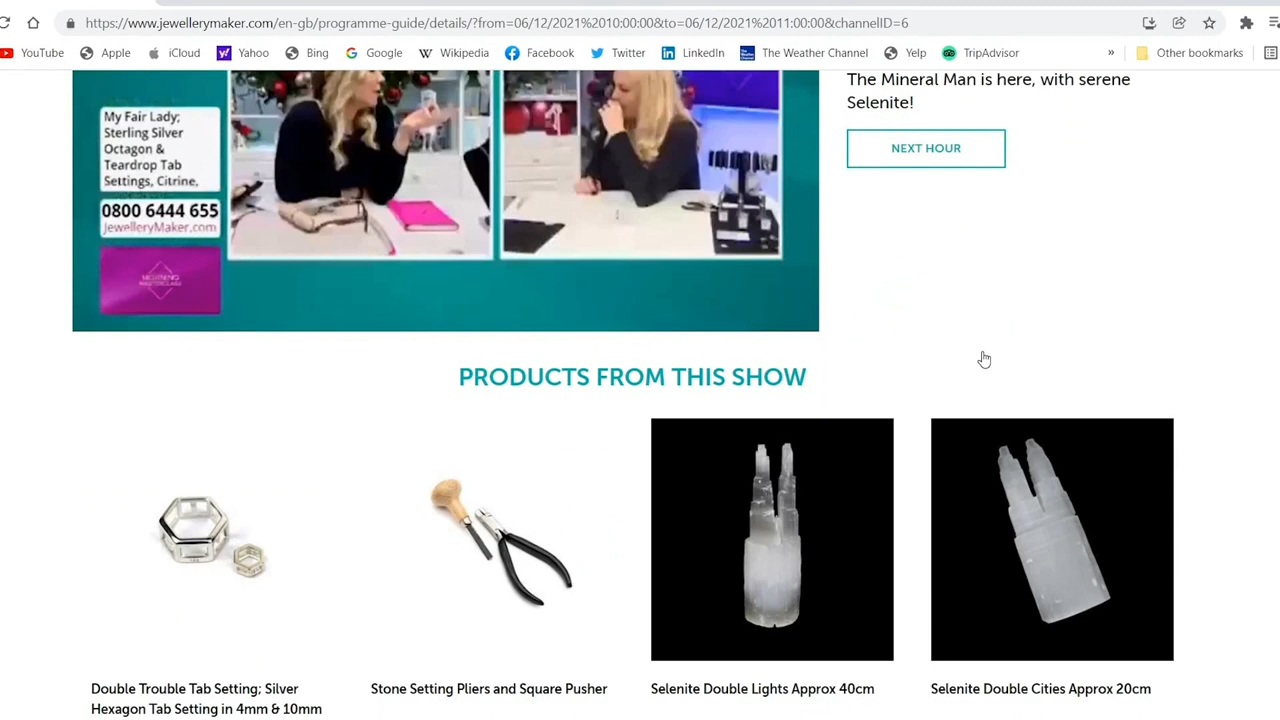 https://www.jewellerymaker.com/en-gb/programme-guide/details/?from=06/12/2021%2010:00:00&to=06/12/2021%2011:00:00&channelID=6
YouTube Apple iCloud Yahoo Bing Google Wikipedia Facebook Twitter LinkedIn The Weather Channel Yelp TripAdvisor » Other bookmarks
My Fair Lady;
Sterling Silver
Octagon &
Teardrop Tab
Settings, Citrine,
0800 6444 655
JewelleryMaker.com
MORNING
MASTERCLASS
The Mineral Man is here, with serene
Selenite!
NEXT HOUR
PRODUCTS FROM THIS SHOW
Double Trouble Tab Setting; Silver
Hexagon Tab Setting in 4mm & 10mm
Stone Setting Pliers and Square Pusher
Selenite Double Lights Approx 40cm
Selenite Double Cities Approx 20cm